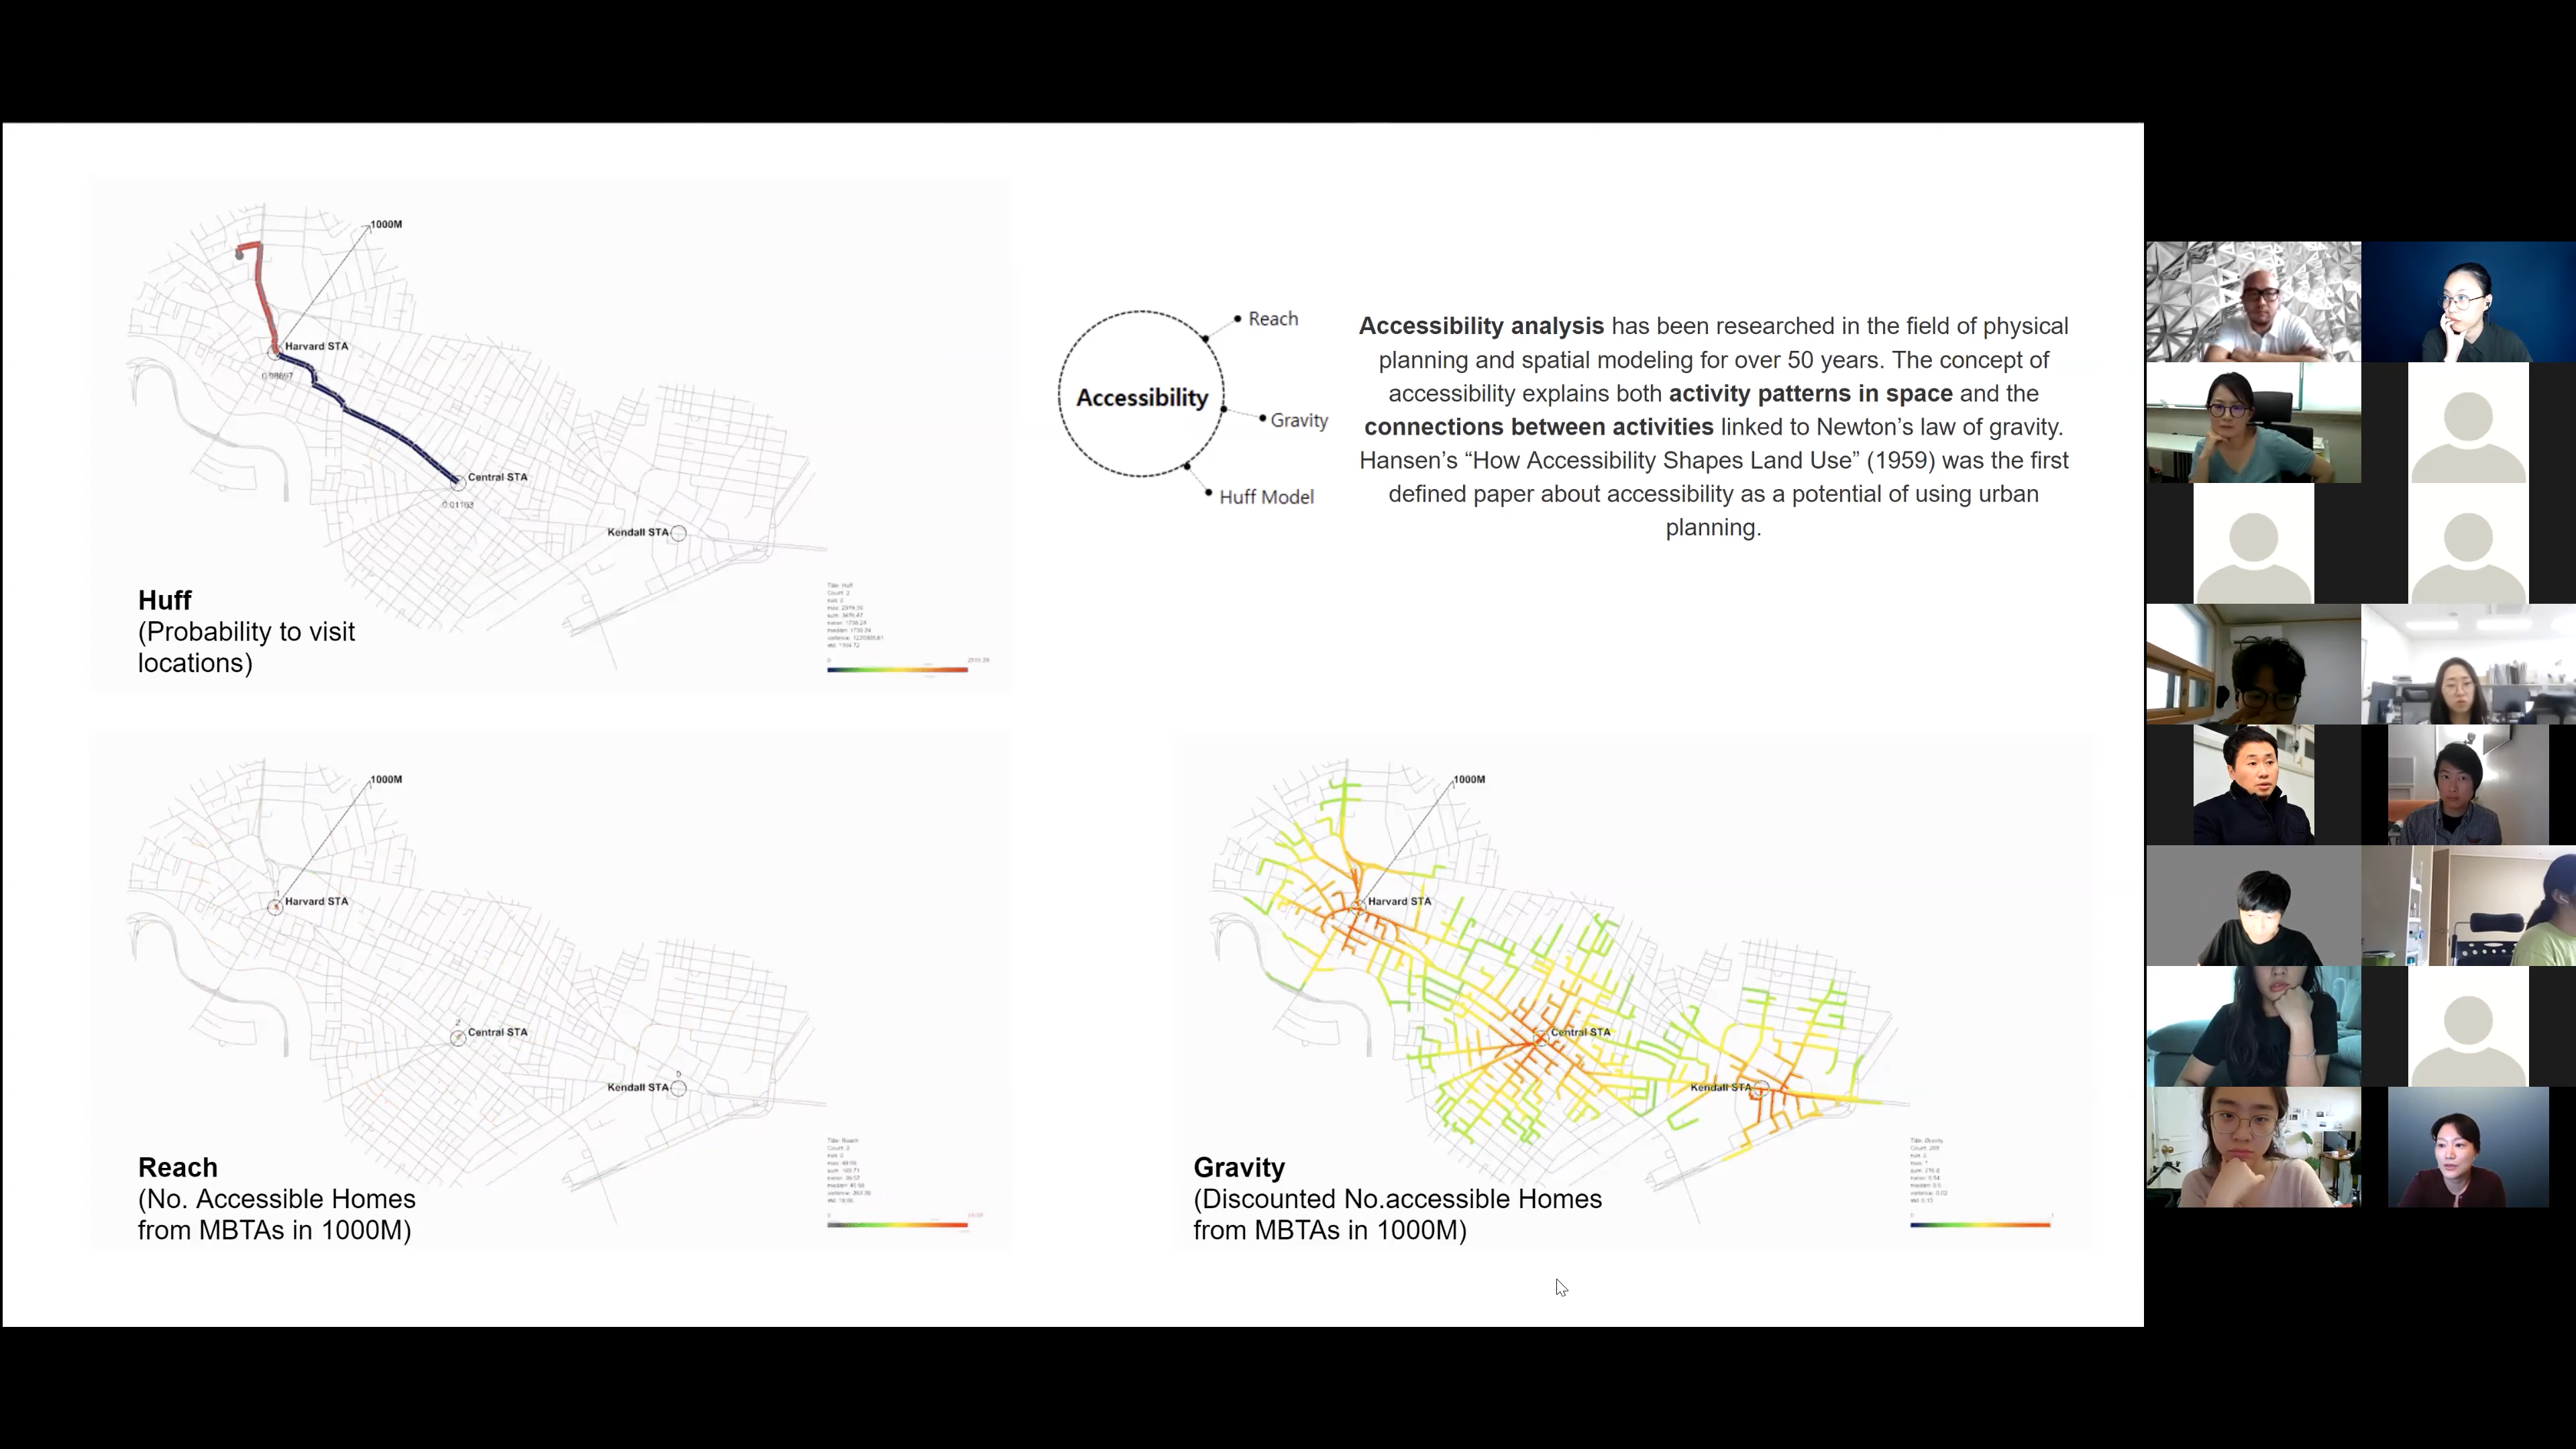 1000M
Harvard STA
Central STA
Kendall STA
Huff
(Probability to visit
locations)
Reach
Accessibility
Gravity
Huff Model
Accessibility analysis has been researched in the field of physical
planning and spatial modeling for over 50 years. The concept of
accessibility explains both activity patterns in space and the
connections between activities linked to Newton’s law of gravity.
Hansen’s “How Accessibility Shapes Land Use” (1959) was the first
defined paper about accessibility as a potential of using urban
planning.
1000M
Harvard STA
Central STA
Kendall STA
Reach
(No. Accessible Homes
from MBTAs in 1000M)
1000M
Harvard STA
Central STA
Kendall STA
Gravity
(Discounted No.accessible Homes
from MBTAs in 1000M)